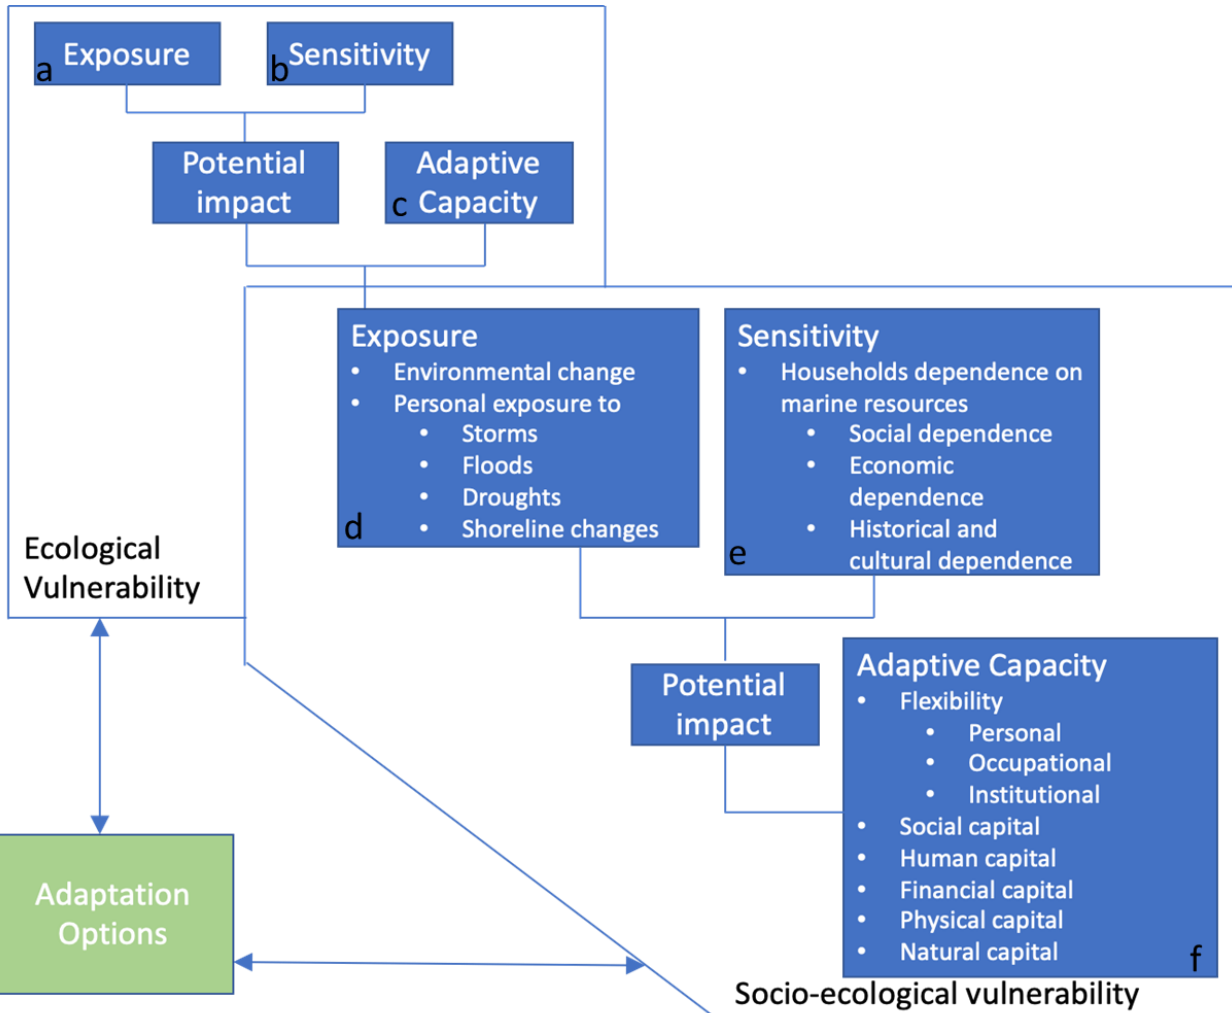 Exposure
a
Sensitivity
b
Potential
impact
Adaptive
Capacity
c
Exposure
• Environmental change
• Personal exposure to
• Storms
• Floods
• Droughts
• Shoreline changes
d
Sensitivity
• Households dependence on
marine resources
• Social dependence
• Economic
dependence
• Historical and
cultural dependence
e
Ecological
Vulnerability
Potential
impact
Adaptive Capacity
• Flexibility
• Personal
• Occupational
• Institutional
• Social capital
• Human capital
• Financial capital
• Physical capital
• Natural capital
f
Adaptation
Options
Socio-ecological vulnerability